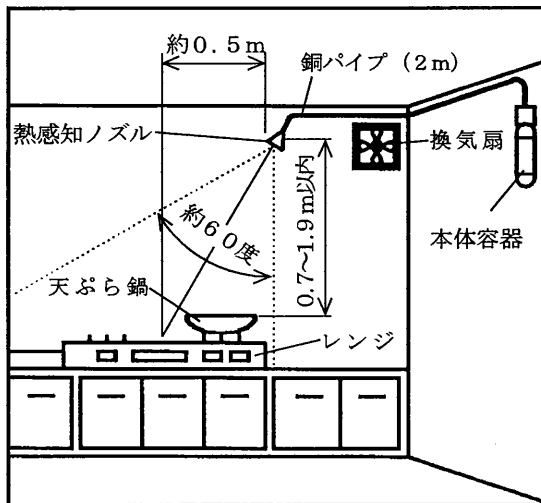 約0.5m
銅パイプ (2m)
熱感知ノズル
換気扇
0.7~1.9m以内
本体容器
約60度
天ぷら鍋
レンジ